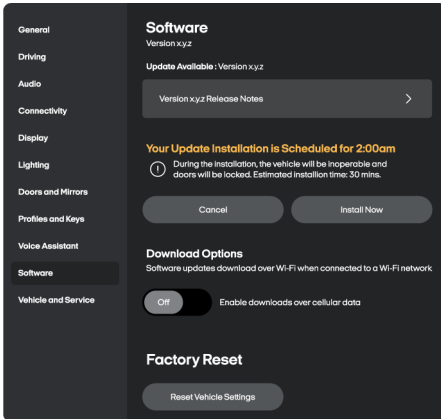 General
Driving
Audio
Connectivity
Display
Lighting
Doors and Mirrors
Profiles and Keys
Voice Assistant
Software
Vehicle and Service
Software
Version x.y.z
Update Available : Version x.y.z
Version x.y.z Release Notes
Your Update Installation is Scheduled for 2:00am
During the installation, the vehicle will be inoperable and
doors will be locked. Estimated installion time: 30 mins.
Cancel
Install Now
Download Options
Software updates download over Wi-Fi when connected to a Wi-Fi network
Off
Enable downloads over cellular data
Factory Reset
Reset Vehicle Settings